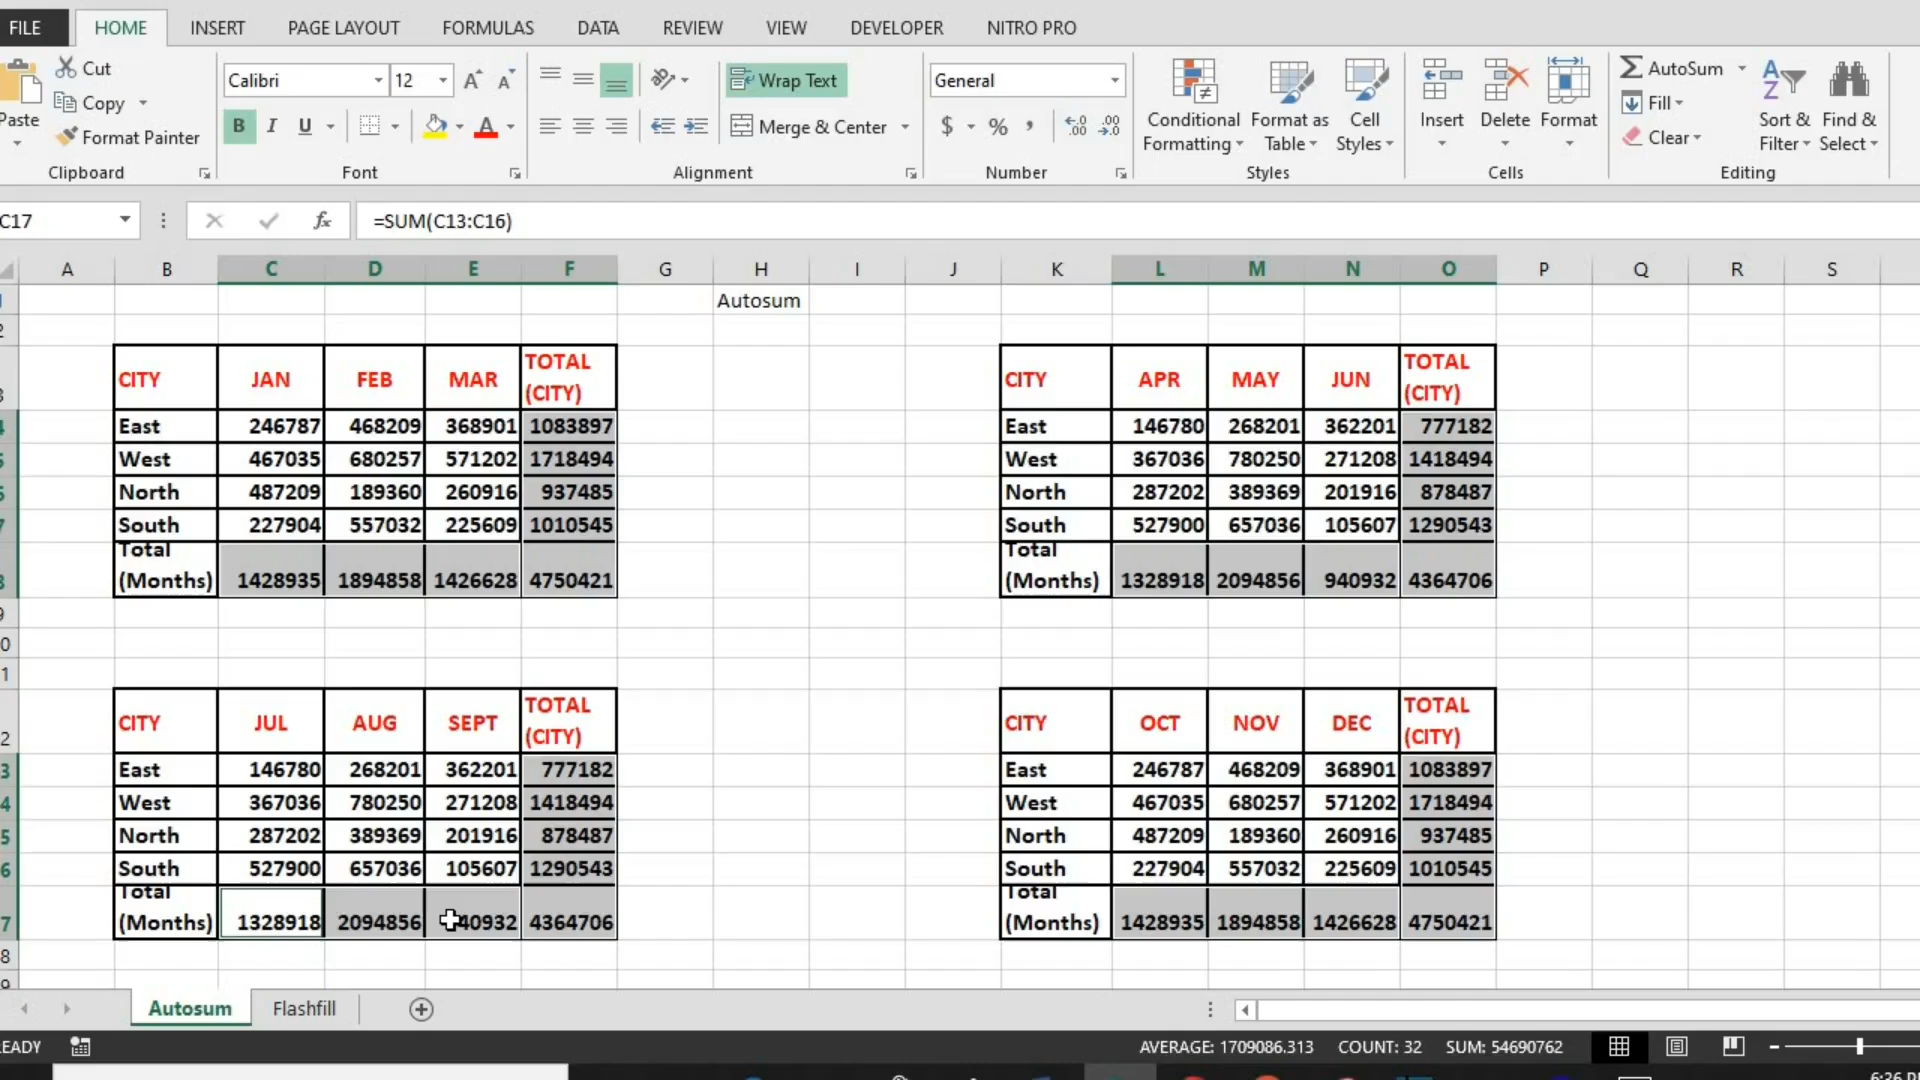 FILE HOME INSERT PAGE LAYOUT FORMULAS DATA REVIEW VIEW DEVELOPER NITRO PRO
Cut
Copy
Format Painter
Paste
Clipboard
Calibri 12
B I U
Font
Wrap Text
Merge & Center
Alignment
General
$ % ,
Number
Conditional Formatting
Format as Table
Cell Styles
Styles
Insert Delete Format
Cells
AutoSum
Fill
Clear
Sort & Filter
Find & Select
Editing
C17 fx =SUM(C13:C16)
A B C D E F G H I J K L M N O P Q R S
Autosum
CITY JAN FEB MAR TOTAL (CITY)
East 246787 468209 368901 1083897
West 467035 680257 571202 1718494
North 487209 189360 260916 937485
South 227904 557032 225609 1010545
Total (Months) 1428935 1894858 1426628 4750421
CITY APR MAY JUN TOTAL (CITY)
East 146780 268201 362201 777182
West 367036 780250 271208 1418494
North 287202 389369 201916 878487
South 527900 657036 105607 1290543
Total (Months) 1328918 2094856 940932 4364706
CITY JUL AUG SEPT TOTAL (CITY)
East 146780 268201 362201 777182
West 367036 780250 271208 1418494
North 287202 389369 201916 878487
South 527900 657036 105607 1290543
Total (Months) 1328918 2094856 40932 4364706
CITY OCT NOV DEC TOTAL (CITY)
East 246787 468209 368901 1083897
West 467035 680257 571202 1718494
North 487209 189360 260916 937485
South 227904 557032 225609 1010545
Total (Months) 1428935 1894858 1426628 4750421
Autosum Flashfill
EADY AVERAGE: 1709086.313 COUNT: 32 SUM: 54690762